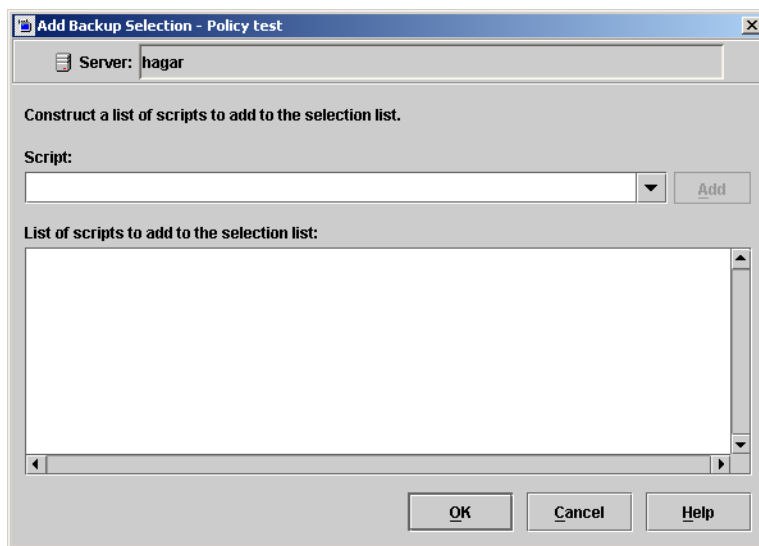 Add Backup Selection - Policy test
Server: hagar
Construct a list of scripts to add to the selection list.
Script:
Add
List of scripts to add to the selection list:
OK Cancel Help